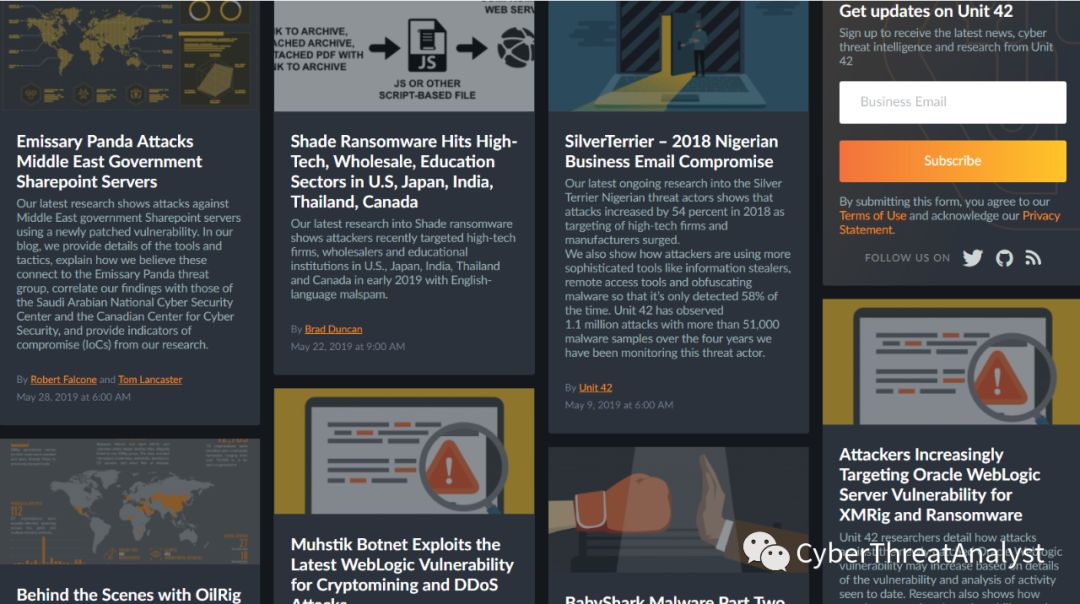 NK TO ARCHIVE,
ACHED ARCHIVE,
TACHED PDF WITH
NK TO ARCHIVE
JS
JS OR OTHER
SCRIPT-BASED FILE
WEB SERV
Emissary Panda Attacks
Middle East Government
Sharepoint Servers
Our latest research shows attacks against
Middle East government Sharepoint servers
using a newly patched vulnerability. In our
blog, we provide details of the tools and
tactics, explain how we believe these
connect to the Emissary Panda threat
group, correlate our findings with those of
the Saudi Arabian National Cyber Security
Center and the Canadian Center for Cyber
Security, and provide indicators of
compromise (IoCs) from our research.
By Robert Falcone and Tom Lancaster
May 28, 2019 at 6:00 AM
112
27
18
Behind the Scenes with OilRig
Shade Ransomware Hits High-
Tech, Wholesale, Education
Sectors in U.S, Japan, India,
Thailand, Canada
Our latest research into Shade ransomware
shows attackers recently targeted high-tech
firms, wholesalers and educational
institutions in U.S., Japan, India, Thailand
and Canada in early 2019 with English-
language malspam.
By Brad Duncan
May 22, 2019 at 9:00 AM
Muhstik Botnet Exploits the
Latest WebLogic Vulnerability
for Cryptomining and DDoS
Attacks
SilverTerrier – 2018 Nigerian
Business Email Compromise
Our latest ongoing research into the Silver
Terrier Nigerian threat actors shows that
attacks increased by 54 percent in 2018 as
targeting of high-tech firms and
manufacturers surged.
We also show how attackers are using more
sophisticated tools like information stealers,
remote access tools and obfuscating
malware so that it's only detected 58% of
the time. Unit 42 has observed
1.1 million attacks with more than 51,000
malware samples over the four years we
have been monitoring this threat actor.
By Unit 42
May 9, 2019 at 6:00 AM
BabyShark Malware Part Two
Get updates on Unit 42
Sign up to receive the latest news, cyber
threat intelligence and research from Unit
42
Business Email
Subscribe
By submitting this form, you agree to our
Terms of Use and acknowledge our Privacy
Statement.
FOLLOW US ON
Attackers Increasingly
Targeting Oracle WebLogic
Server Vulnerability for
XMRig and Ransomware
Unit 42 researchers detail how attacks
against the Oracle WebLogic
vulnerability may increase based on details
of the vulnerability and analysis of activity
seen to date. Research also shows how
CyberThreatAnalyst